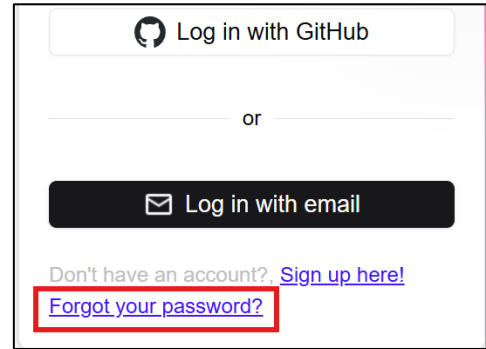 Log in with GitHub
or
Log in with email
Don't have an account?, Sign up here!
Forgot your password?